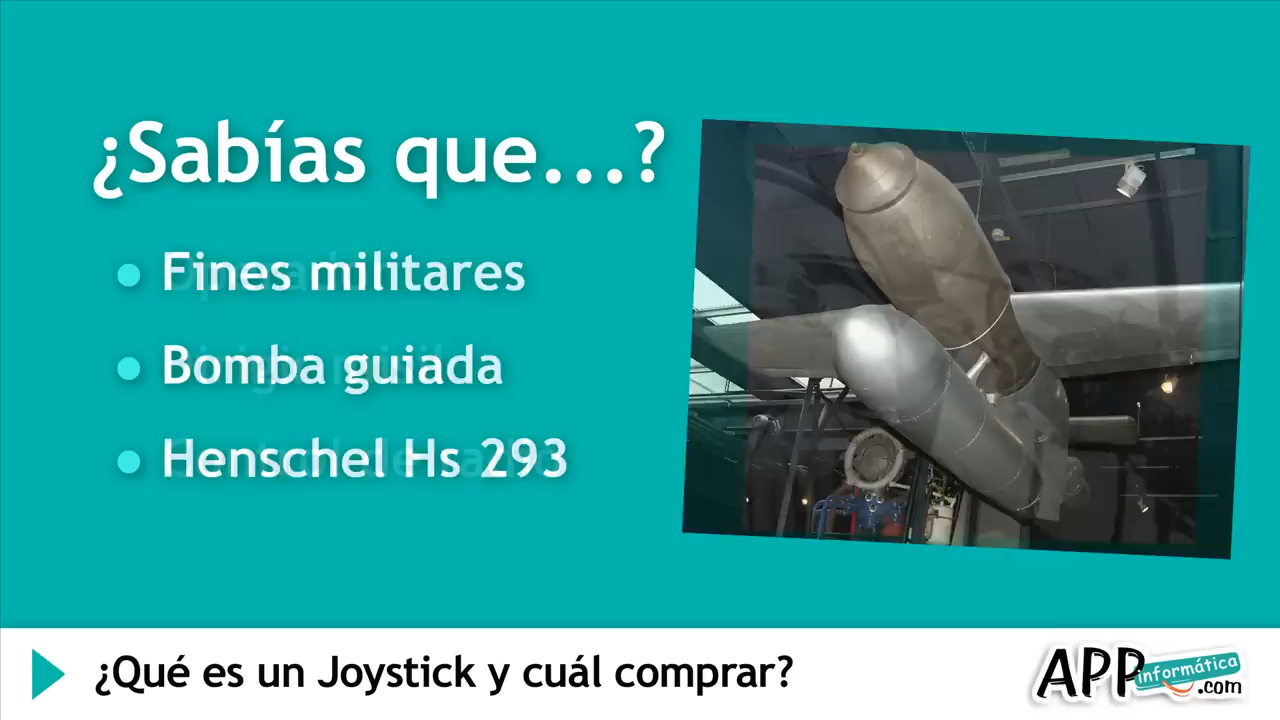 ¿Sabías que...?
Fines militares
Bomba guiada
Henschel Hs 293
¿Qué es un Joystick y cuál comprar?
APP
informática
.com